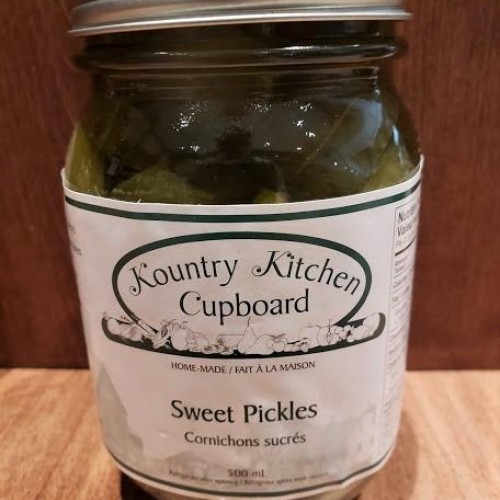 Kountry Kitchen
Cupboard
HOME-MADE / FAIT À LA MAISON
Sweet Pickles
Cornichons sucrés
500 mL